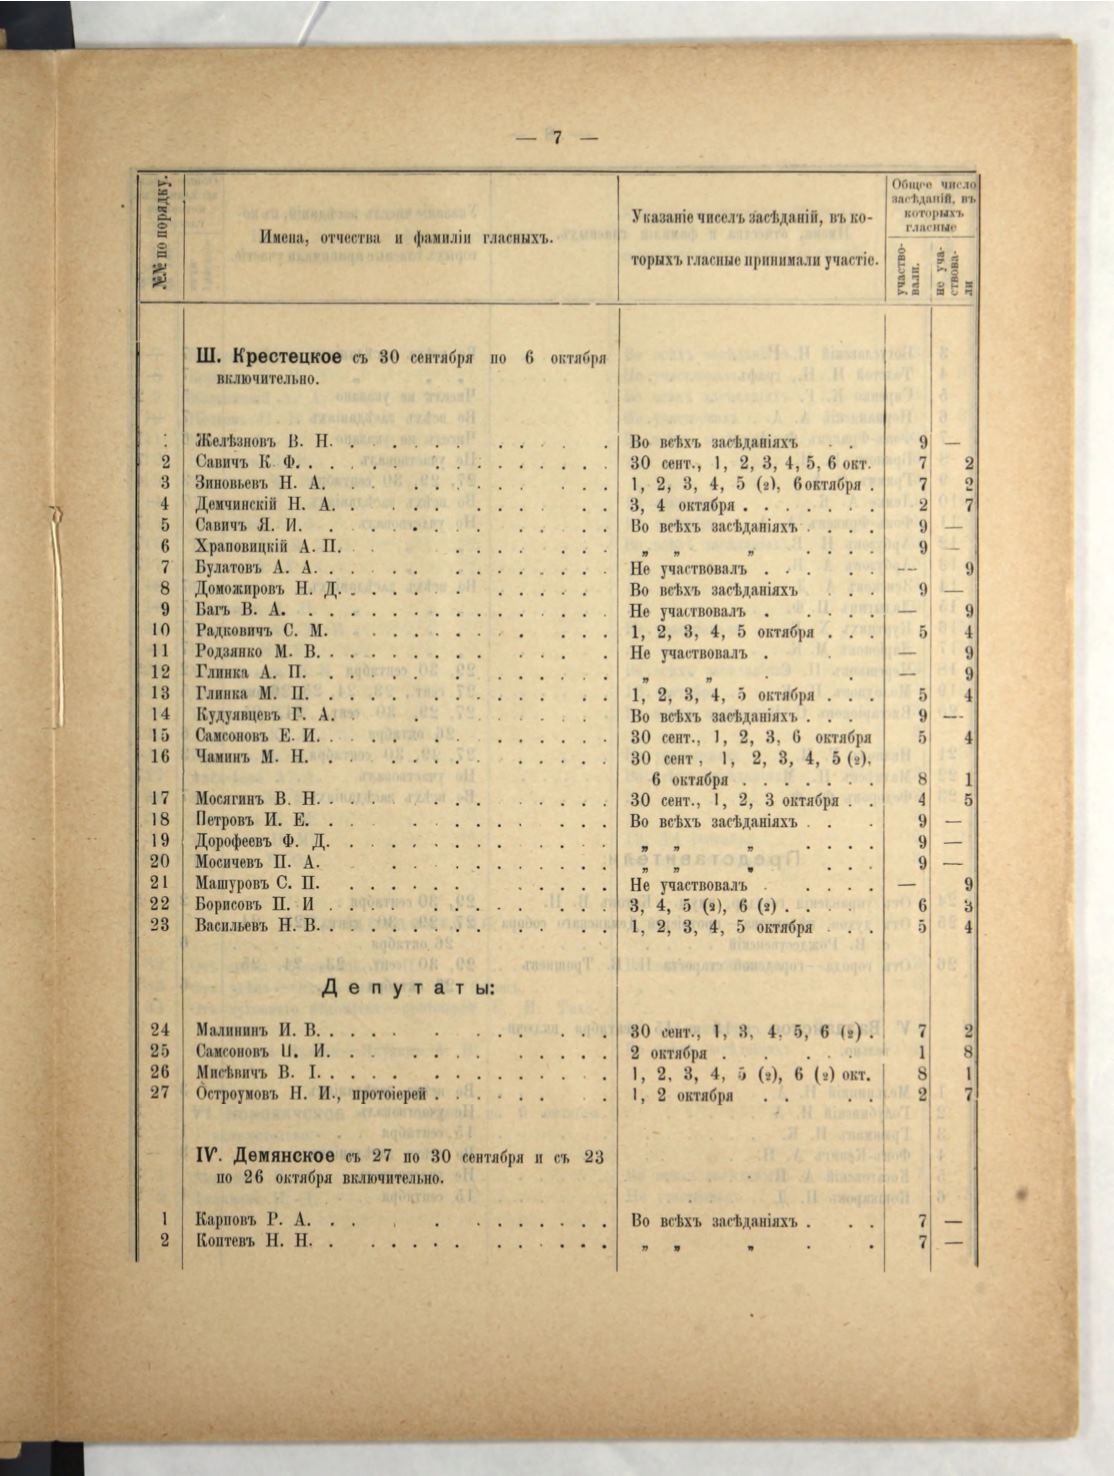 — 7 —
№№ по порядку.
Имена, отчества и фамиліи гласныхъ.
Указаніе чиселъ засѣданій, въ ко-
торыхъ гласные принимали участіе.
Общее число
засѣданій, въ
которыхъ
гласные
участво-
вали.
не уча-
ствова-
ли
Ш. Крестецкое съ 30 сентября по 6 октября
включительно.
Желѣзновъ В. Н. . . . . . . . . . Во всѣхъ засѣданіяхъ . . 9 —
2 Савичъ К Ф. . . . . . . . . . 30 сент., 1, 2, 3, 4, 5, 6 окт. 7 2
3 Зиновьевъ Н. А. . . . . . . . . . 1, 2, 3, 4, 5 (2), 6 октября . 7 2
4 Демчинскій Н. А. . . . . . . . . . 3, 4 октября . . . . . . . 2 7
5 Савичъ Я. И. . . . . . . . . . Во всѣхъ засѣданіяхъ . . . . 9 —
6 Храповицкій А. П. . . . . . . . . „ „ „ . . . . 9 —
7 Булатовъ А. А. . . . . . . . . . Не участвовалъ . . . . . — 9
8 Доможировъ Н. Д. . . . . . . . . . Во всѣхъ засѣданіяхъ . . . 9 —
9 Багъ В. А. . . . . . . . . . Не участвовалъ . . . . . — 9
10 Радковичъ С. М. . . . . . . . . . 1, 2, 3, 4, 5 октября . . . 5 4
11 Родзянко М. В. . . . . . . . . . Не участвовалъ . . . — 9
12 Глинка А. П. . . . . . . . . . „ „ . . — 9
13 Глинка М. П. . . . . . . . . . 1, 2, 3, 4, 5 октября . . . 5 4
14 Кудуявцевъ Г. А. . . . . . . . . Во всѣхъ засѣданіяхъ . . . . 9 —
15 Самсоновъ Е. И. . . . . . . . . . 30 сент., 1, 2, 3, 6 октября 5 4
16 Чаминъ М. Н. . . . . . . . . . 30 сент , 1, 2, 3, 4, 5 (2),
6 октября . . . . . . . 8 1
17 Мосягинъ В. Н. . . . . . . . . . 30 сент., 1, 2, 3 октября . . 4 5
18 Петровъ И. Е. . . . . . . . . . Во всѣхъ засѣданіяхъ . . . 9 —
19 Дорофеевъ Ф. Д. . . . . . . . . . „ „ „ . . . . 9 —
20 Мосичевъ П. А. . . . . . . . . . „ „ „ . . . 9 —
21 Машуровъ С. П. . . . . . . . . . Не участвовалъ . . . . . — 9
22 Борисовъ П. И . . . . . . . . . 3, 4, 5 (2), 6 (2) . . . . 6 3
23 Васильевъ Н. В. . . . . . . . . . 1, 2, 3, 4, 5 октября . . . 5 4
Депутаты:
24 Малининъ И. В. . . . . . . . . . 30 сент., 1, 3, 4, 5, 6 (2) . 7 2
25 Самсоновъ И. И. . . . . . . . . . 2 октября . . . . . . 1 8
26 Мисѣвичъ В. І. . . . . . . . . . 1, 2, 3, 4, 5 (2), 6 (2) окт. 8 1
27 Остроумовъ Н. И., протоіерей . . . . . . . . 1, 2 октября . . . . . 2 7
IV. Демянское съ 27 по 30 сентября и съ 23
по 26 октября включительно.
1 Карповъ Р. А. . . . . . . . . . Во всѣхъ засѣданіяхъ . . . 7 —
2 Коптевъ Н. Н. . . . . . . . . . „ „ „ . . 7 —